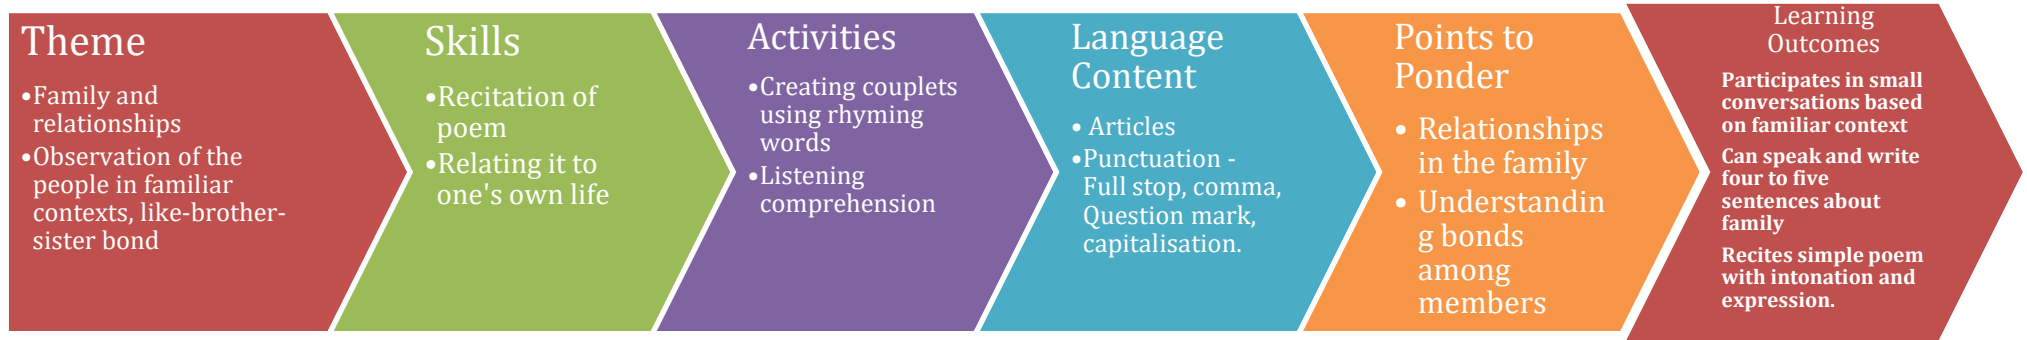 Theme
•Family and
relationships
•Observation of the
people in familiar
contexts, like-brother-
sister bond
Skills
•Recitation of
poem
•Relating it to
one's own life
Activities
•Creating couplets
using rhyming
words
•Listening
comprehension
Language
Content
• Articles
•Punctuation -
Full stop, comma,
Question mark,
capitalisation.
Points to
Ponder
• Relationships
in the family
• Understandin
g bonds
among
members
Learning
Outcomes
Participates in small
conversations based
on familiar context
Can speak and write
four to five
sentences about
family
Recites simple poem
with intonation and
expression.